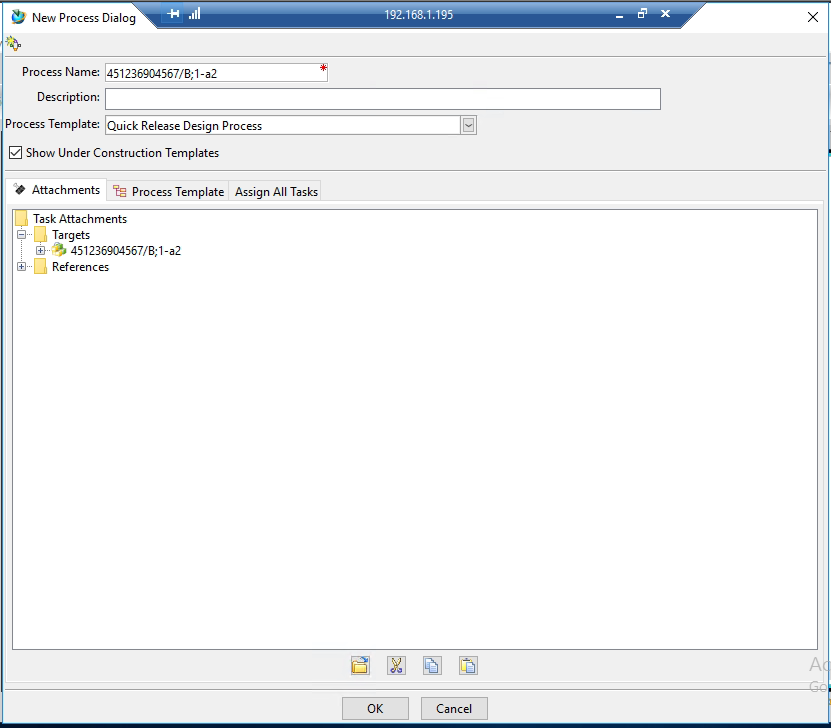 New Process Dialog
192.168.1.195
Process Name: 451236904567/B;1-a2 *
Description:
Process Template: Quick Release Design Process
Show Under Construction Templates
Attachments Process Template Assign All Tasks
Task Attachments
Targets
451236904567/B;1-a2
References
OK Cancel